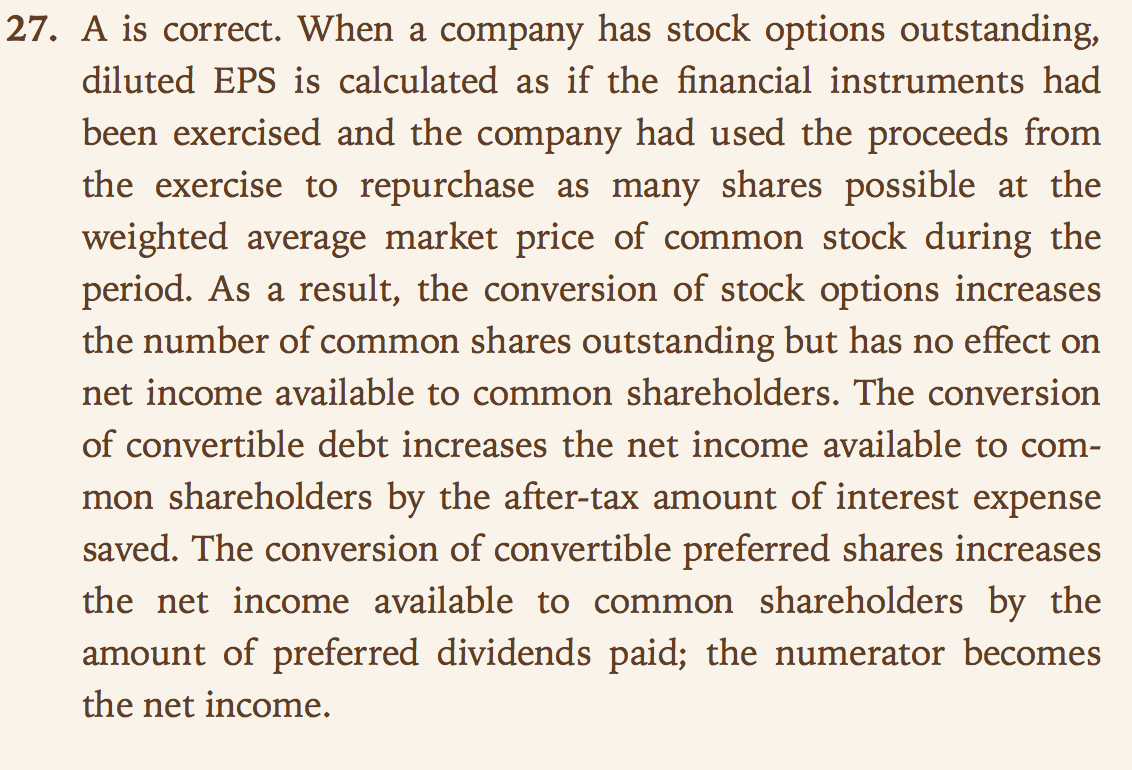 27. A is correct. When a company has stock options outstanding,
diluted EPS is calculated as if the financial instruments had
been exercised and the company had used the proceeds from
the exercise to repurchase as many shares possible at the
weighted average market price of common stock during the
period. As a result, the conversion of stock options increases
the number of common shares outstanding but has no effect on
net income available to common shareholders. The conversion
of convertible debt increases the net income available to com-
mon shareholders by the after-tax amount of interest expense
saved. The conversion of convertible preferred shares increases
the net income available to common shareholders by the
amount of preferred dividends paid; the numerator becomes
the net income.